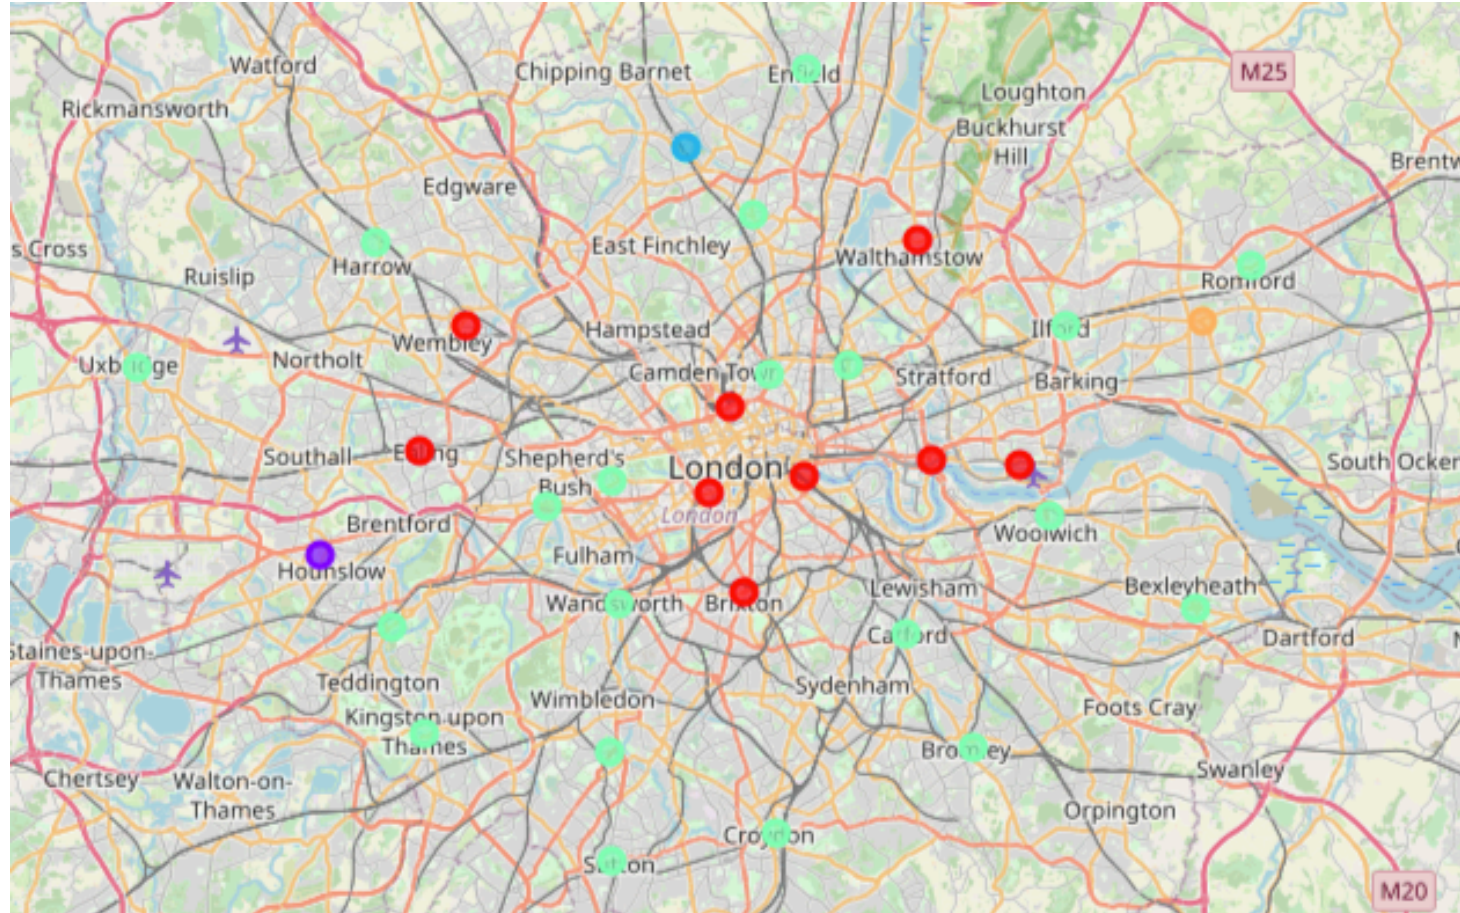 Watford
Chipping Barnet
Enfield
M25
Loughton
Rickmansworth
Buckhurst
Hill
Brentw
Edgware
s Cross
East Finchley
Walthamstow
Harrow
Ruislip
Romford
Hampstead
Ilford
Wembley
Uxbridge
Northolt
Camden Town
Stratford
Barking
Southall
Ealing
Shepherd's
Bush
London
South Ocken
London
Brentford
Woolwich
Fulham
Hounslow
Lewisham
Bexleyheath
Wandsworth
Brixton
Catford
Dartford
Staines-upon-
Thames
Teddington
Sydenham
Wimbledon
Foots Cray
Kingston upon
Thames
Bromley
Chertsey
Walton-on-
Thames
Swanley
Orpington
Croydon
Sutton
M20